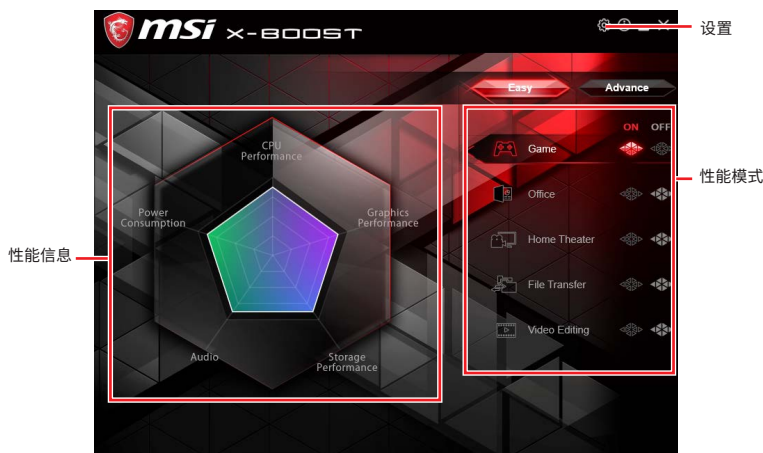 msi X-BOOST
设置
Easy
Advance
ON OFF
Game
性能模式
Office
Home Theater
File Transfer
Video Editing
性能信息
CPU
Performance
Power
Consumption
Graphics
Performance
Audio
Storage
Performance